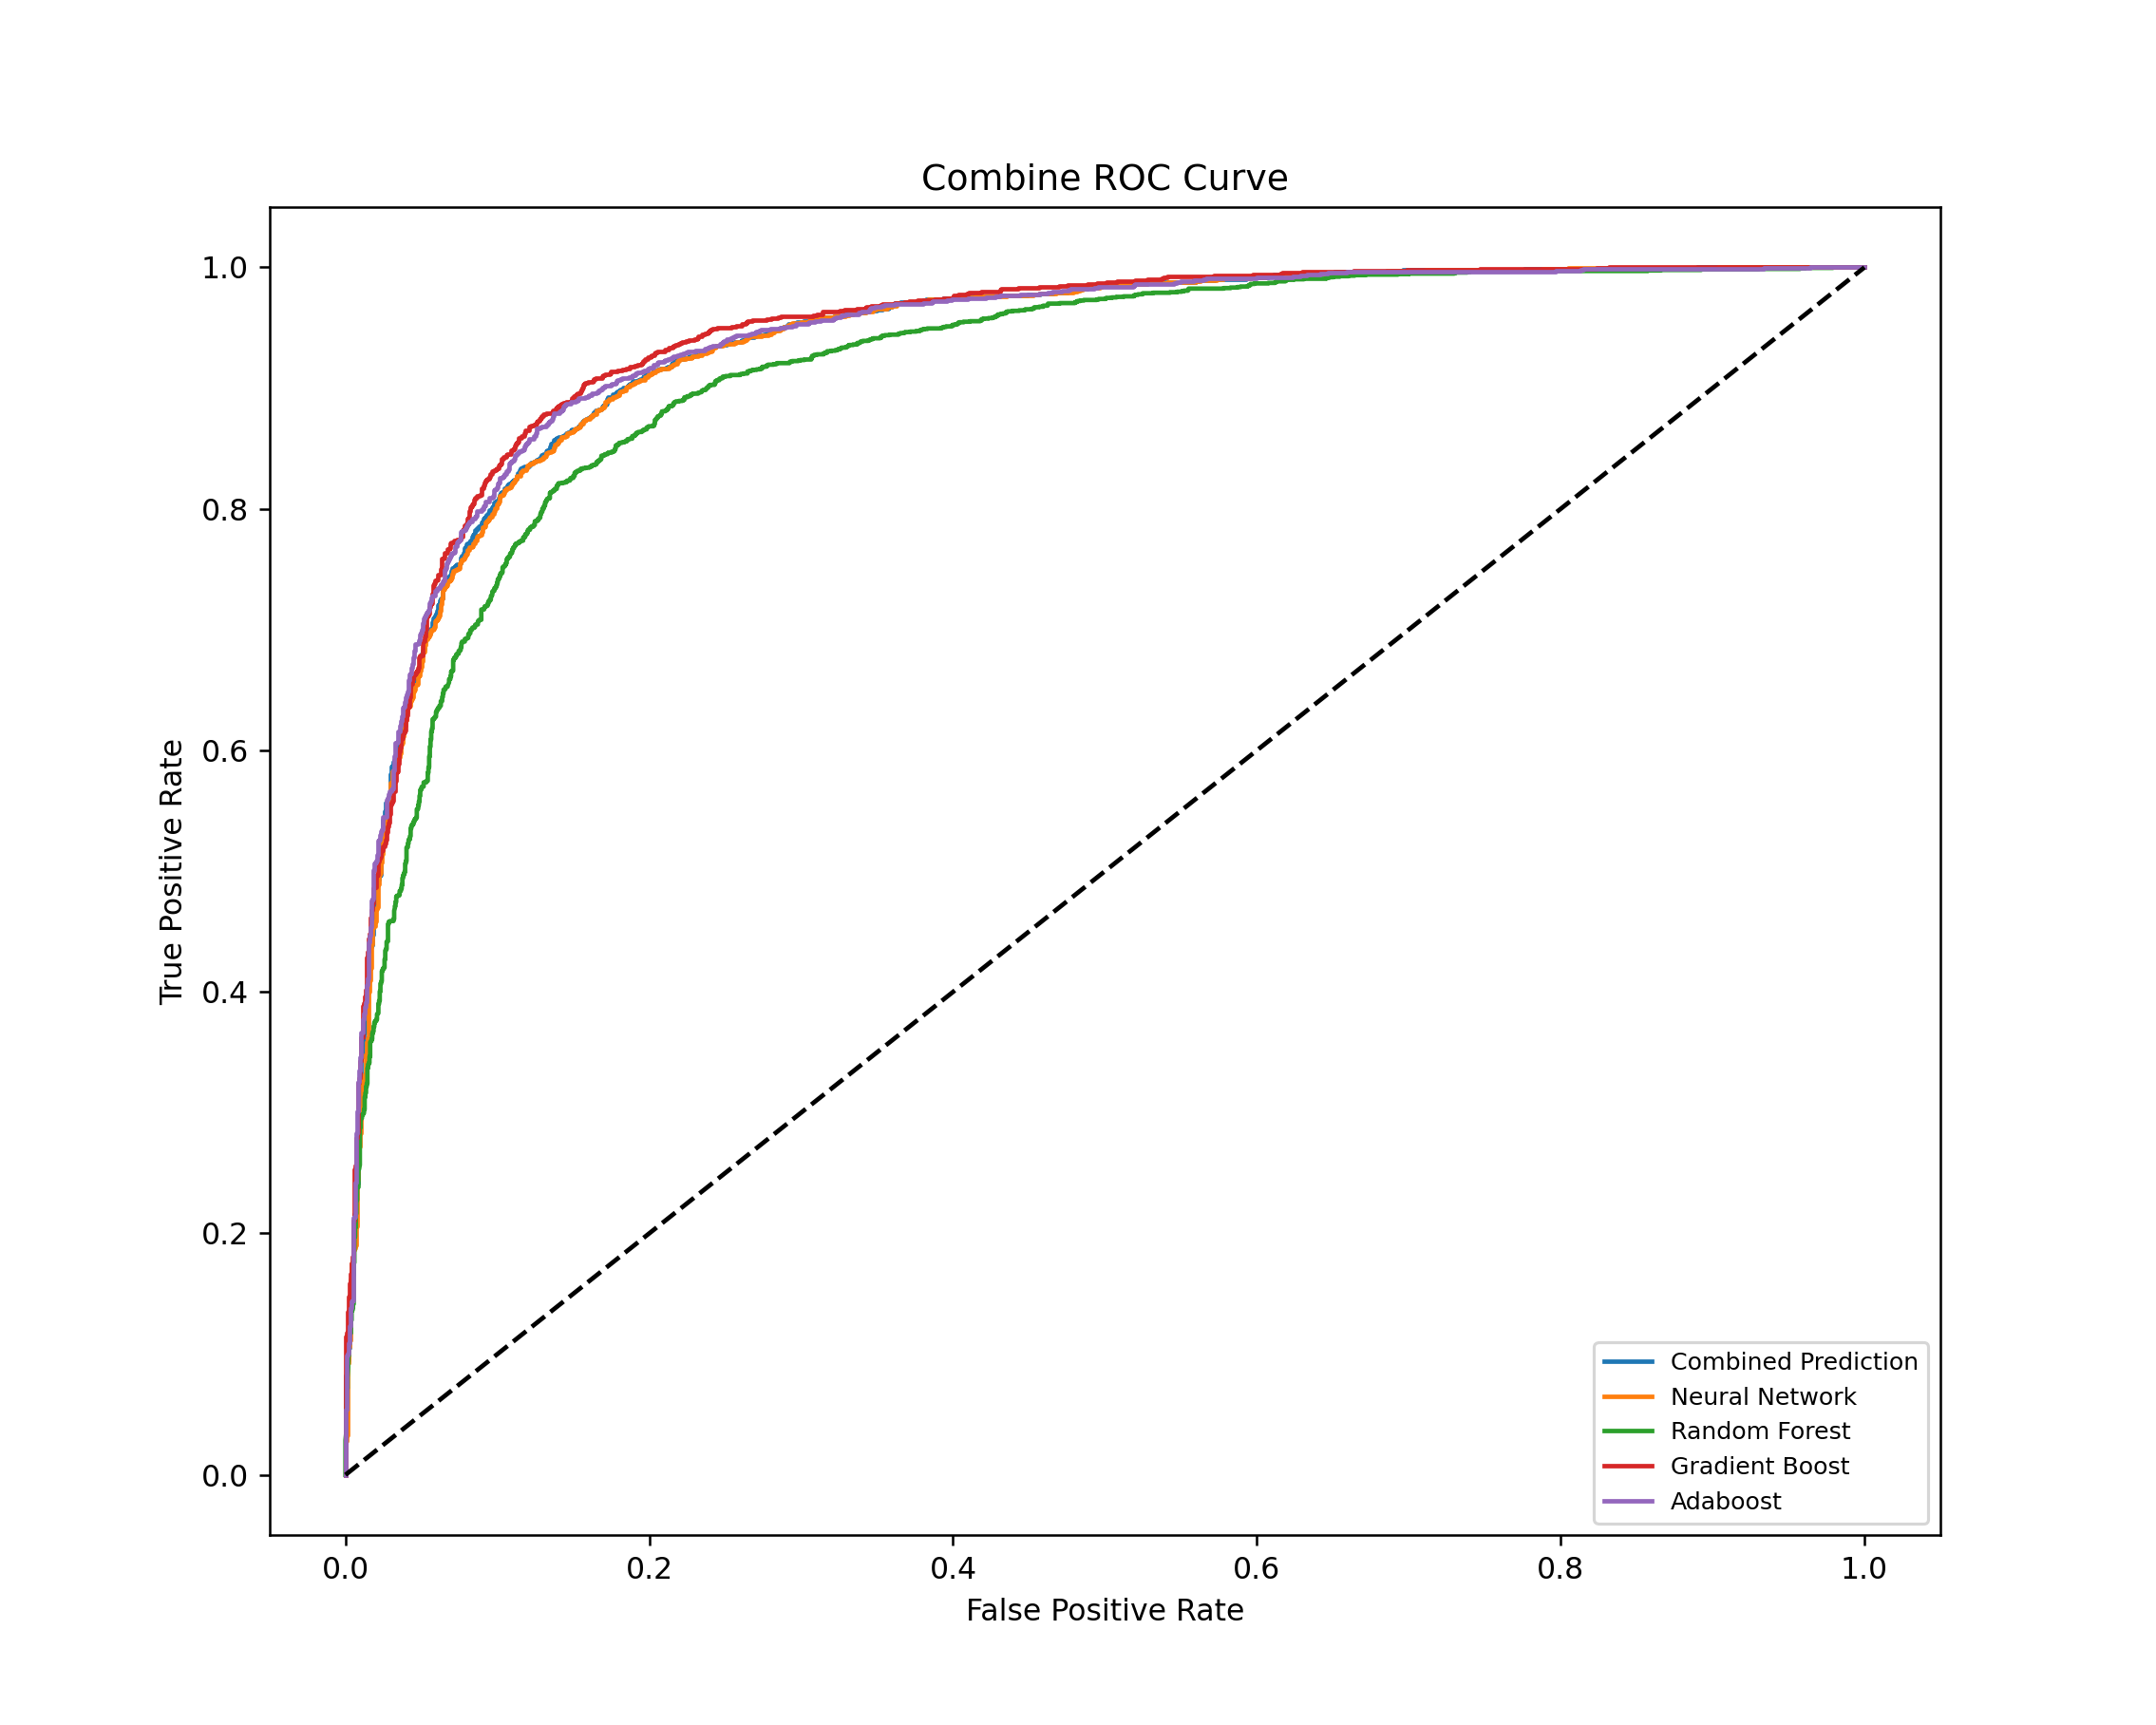 Combine ROC Curve
True Positive Rate
1.0
0.8
0.6
0.4
0.2
0.0
0.0 0.2 0.4 0.6 0.8 1.0
False Positive Rate
Combined Prediction
Neural Network
Random Forest
Gradient Boost
Adaboost